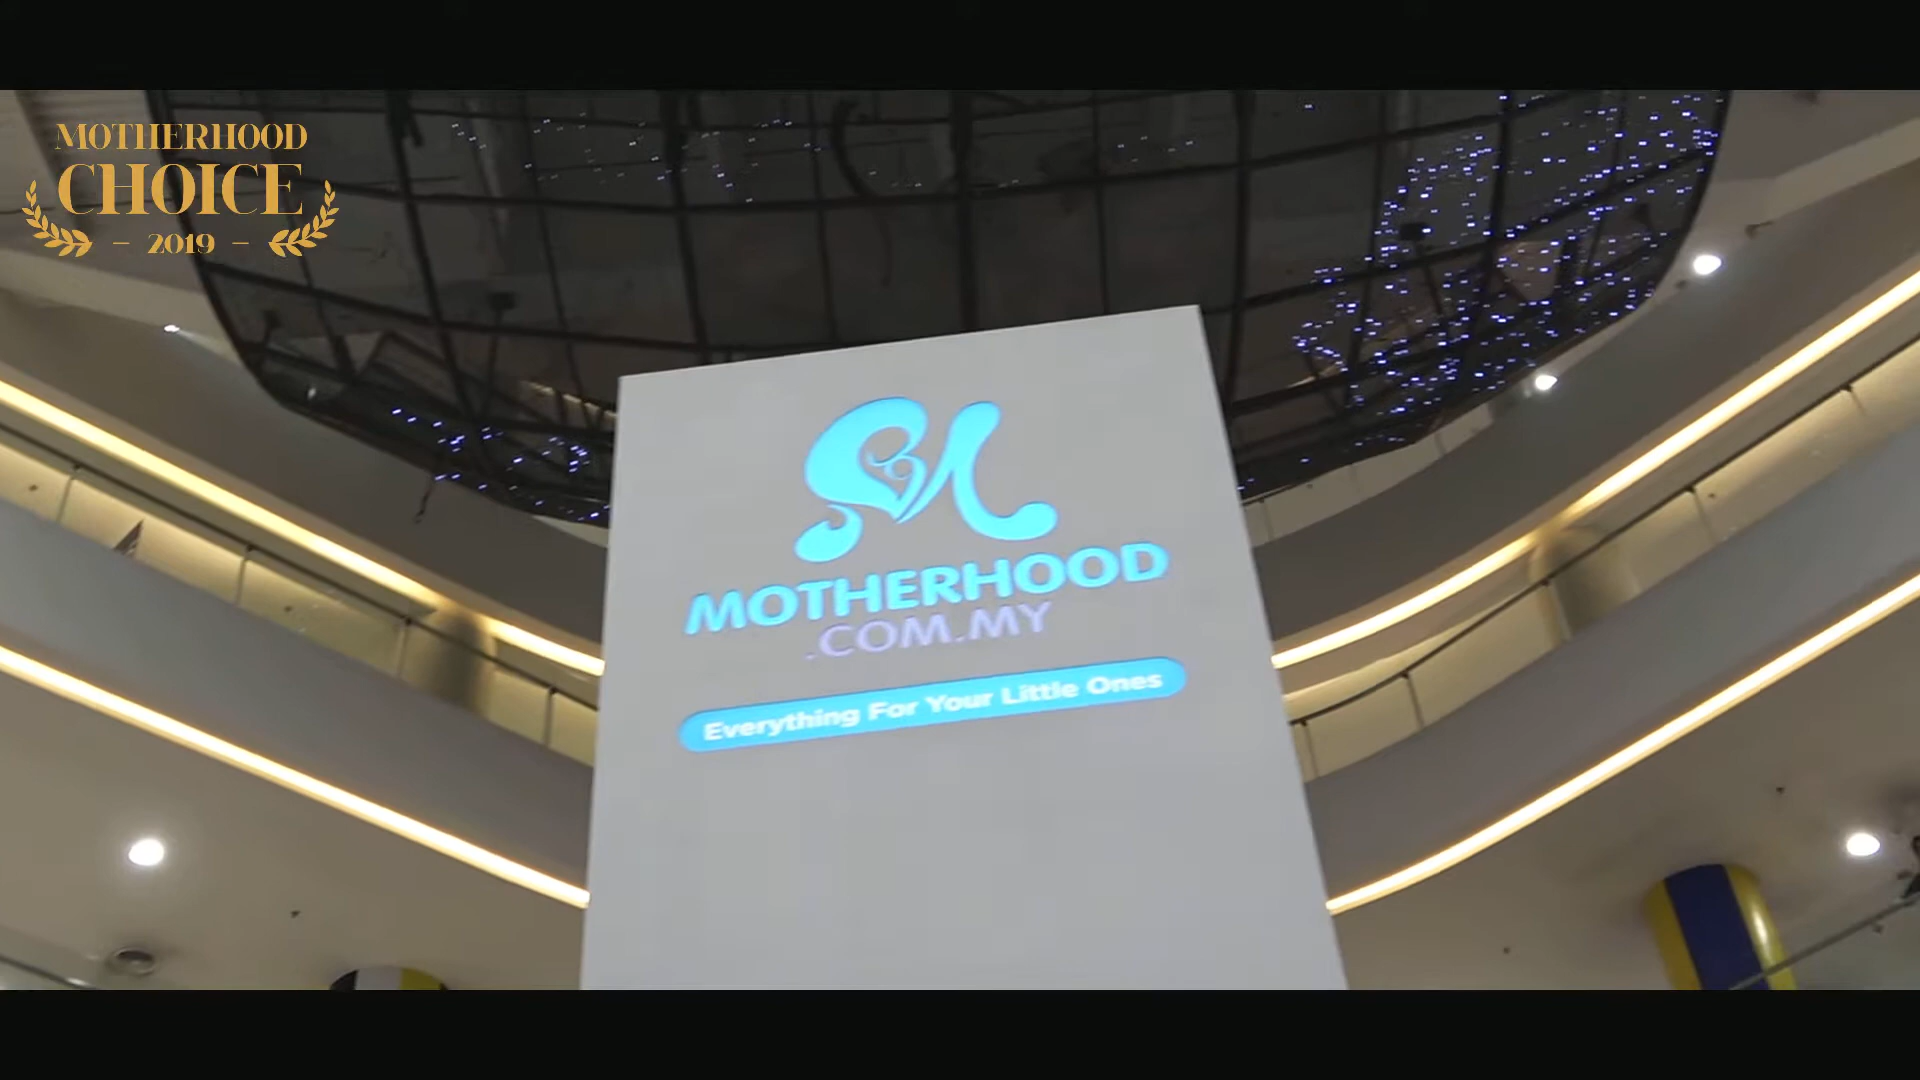 MOTHERHOOD
CHOICE
- 2019 -
MOTHERHOOD
.COM.MY
Everything For Your Little Ones